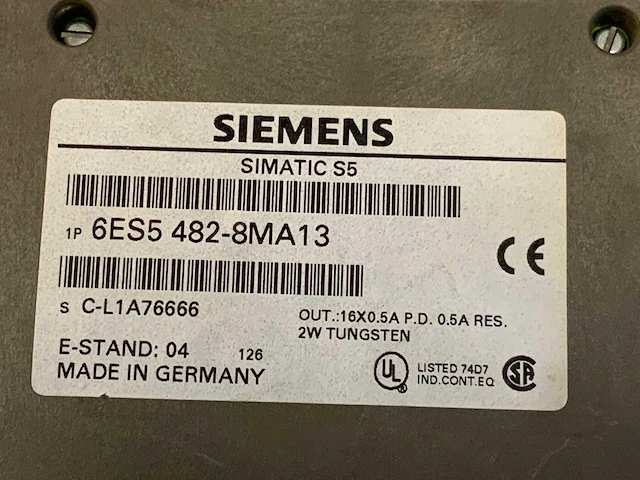 SIEMENS
SIMATIC S5
1P 6ES5 482-8MA13
CE
S C-L1A76666
OUT.:16X0.5A P.D. 0.5A RES.
2W TUNGSTEN
E-STAND: 04 126
MADE IN GERMANY
UL ® LISTED 74D7
IND.CONT.EQ
SA